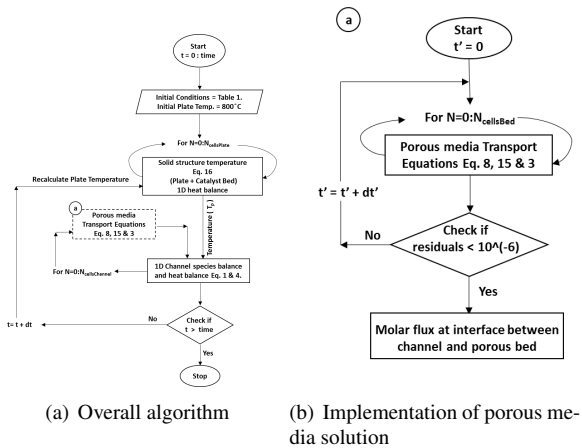 Start
t = 0 : time
Initial Conditions = Table 1.
Initial Plate Temp. = 800˚C
For N=0:NcellsPlate
Solid structure temperature
Eq. 16
(Plate + Catalyst Bed)
1D heat balance
Recalculate Plate Temperature
Temperature ( Tp )
a
Porous media
Transport Equations
Eq. 8, 15 & 3
For N=0:NcellsChannel
1D Channel species balance
and heat balance Eq. 1 & 4.
Check if
t > time
No
t= t + dt
Yes
Stop
(a) Overall algorithm
a
Start
t’ = 0
For N=0:NcellsBed
Porous media Transport
Equations Eq. 8, 15 & 3
t’ = t’ + dt’
Check if
residuals < 10^(-6)
No
Yes
Molar flux at interface between
channel and porous bed
(b) Implementation of porous me-
dia solution